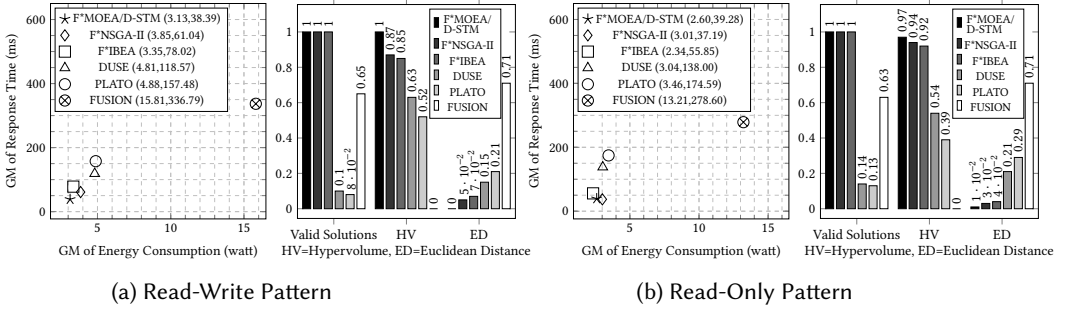 F*MOEA/D-STM (3.13,38.39)
F*NSGA-II (3.85,61.04)
F*IBEA (3.35,78.02)
DUSE (4.81,118.57)
PLATO (4.88,157.48)
FUSION (15.81,336.79)
600
400
200
0
0 5 10 15
GM of Response Time (ms)
GM of Energy Consumption (watt)
F*MOEA/
D-STM
F*NSGA-II
F*IBEA
DUSE
PLATO
FUSION
1
0.8
0.6
0.4
0.2
0
1 1 1 0.1 8 · 10⁻² 0.65
1 0.87 0.85 0.63 0.52 0
0 5 · 10⁻² 7 · 10⁻² 0.15 0.21 0.71
Valid Solutions HV ED
HV=Hypervolume, ED=Euclidean Distance
(a) Read-Write Pattern
F*MOEA/D-STM (2.60,39.28)
F*NSGA-II (3.01,37.19)
F*IBEA (2.34,55.85)
DUSE (3.04,138.00)
PLATO (3.46,174.59)
FUSION (13.21,278.60)
600
400
200
0
0 5 10 15
GM of Response Time (ms)
GM of Energy Consumption (watt)
F*MOEA/
D-STM
F*NSGA-II
F*IBEA
DUSE
PLATO
FUSION
1
0.8
0.6
0.4
0.2
0
1 1 1 0.14 0.13 0.63
0.97 0.94 0.92 0.54 0.39 0
1 · 10⁻² 3 · 10⁻² 4 · 10⁻² 0.21 0.29 0.71
Valid Solutions HV ED
HV=Hypervolume, ED=Euclidean Distance
(b) Read-Only Pattern